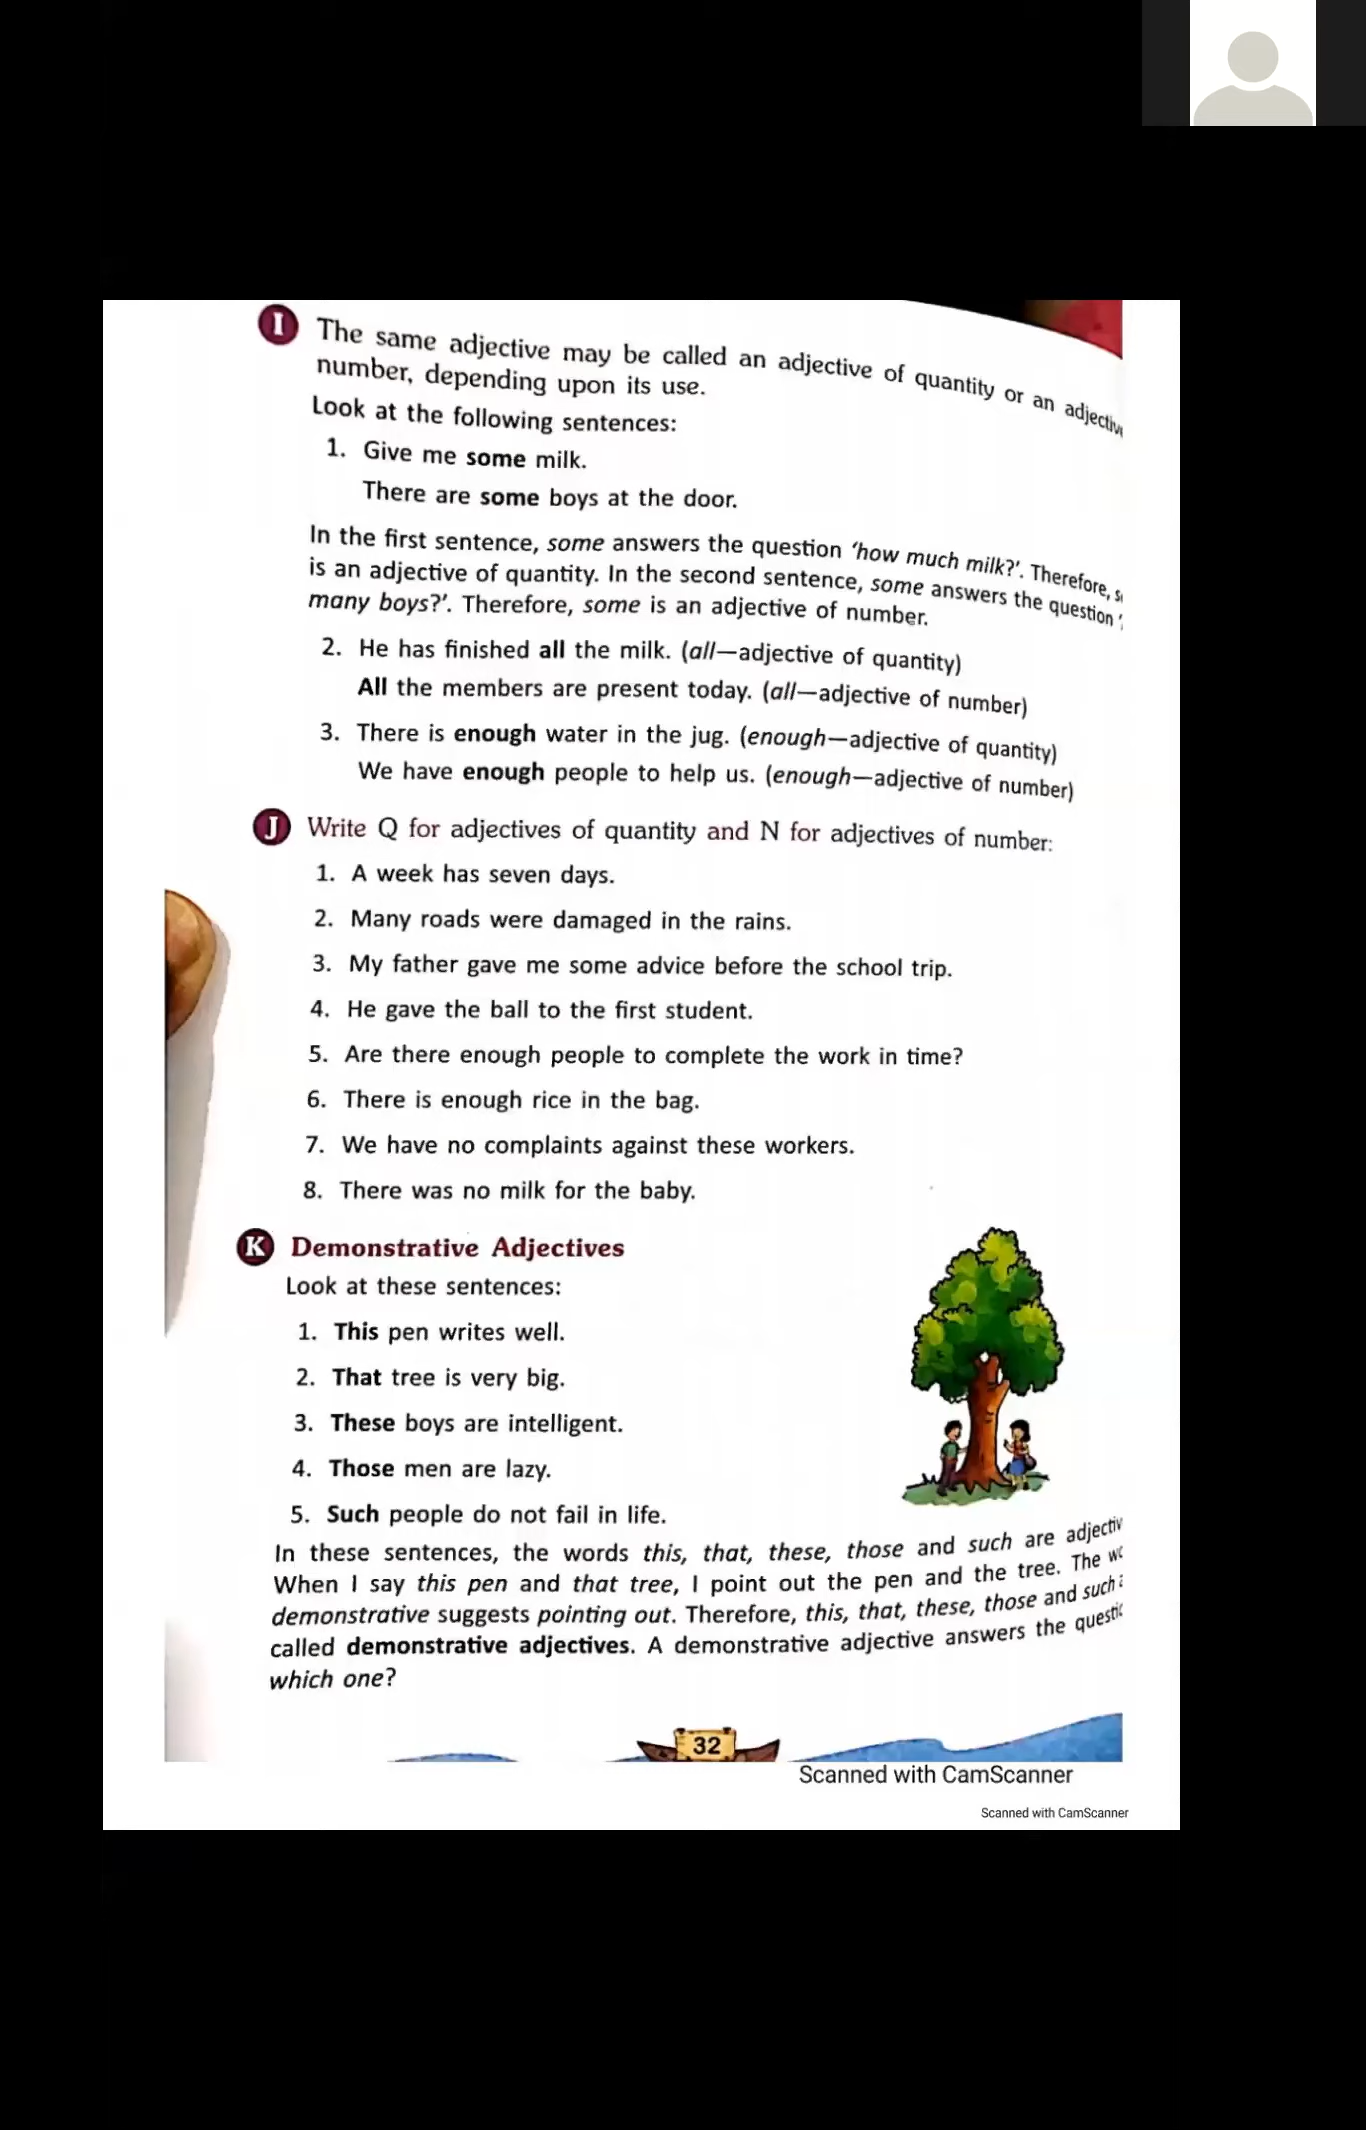 I The same adjective may be called an adjective of quantity or an
number, depending upon its use.
Look at the following sentences:
1. Give me some milk.
There are some boys at the door.
In the first sentence, some answers the question ‘how much milk?’. Therefore,
is an adjective of quantity. In the second sentence, some answers the question
many boys?’. Therefore, some is an adjective of number.
2. He has finished all the milk. (all—adjective of quantity)
All the members are present today. (all—adjective of number)
3. There is enough water in the jug. (enough—adjective of quantity)
We have enough people to help us. (enough—adjective of number)
J Write Q for adjectives of quantity and N for adjectives of number:
1. A week has seven days.
2. Many roads were damaged in the rains.
3. My father gave me some advice before the school trip.
4. He gave the ball to the first student.
5. Are there enough people to complete the work in time?
6. There is enough rice in the bag.
7. We have no complaints against these workers.
8. There was no milk for the baby.
K Demonstrative Adjectives
Look at these sentences:
1. This pen writes well.
2. That tree is very big.
3. These boys are intelligent.
4. Those men are lazy.
5. Such people do not fail in life.
In these sentences, the words this, that, these, those and such are
When I say this pen and that tree, I point out the pen and the tree. The
demonstrative suggests pointing out. Therefore, this, that, these, those and such
called demonstrative adjectives. A demonstrative adjective answers the
which one?
32
Scanned with CamScanner
Scanned with CamScanner